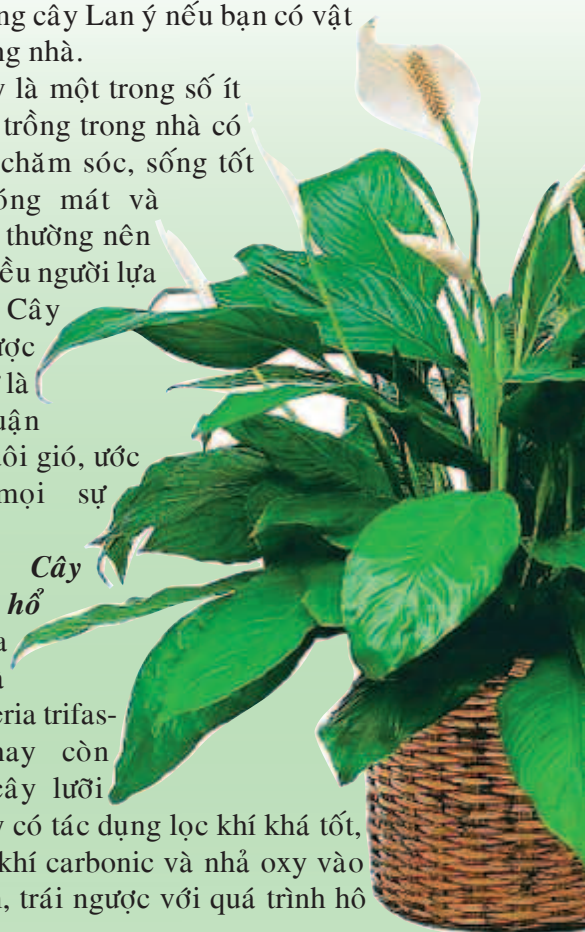 ng cây Lan ý nếu bạn có vật
ng nhà.
y là một trong số ít
trồng trong nhà có
chăm sóc, sống tốt
óng mát và
thường nên
ều người lựa
Cây
ược
là
uận
uôi gió, ước
mọi sự
Cây
hổ
a
eria trifas-
hay còn
cây lưỡi
y có tác dụng lọc khí khá tốt,
khí carbonic và nhả oxy vào
, trái ngược với quá trình hô